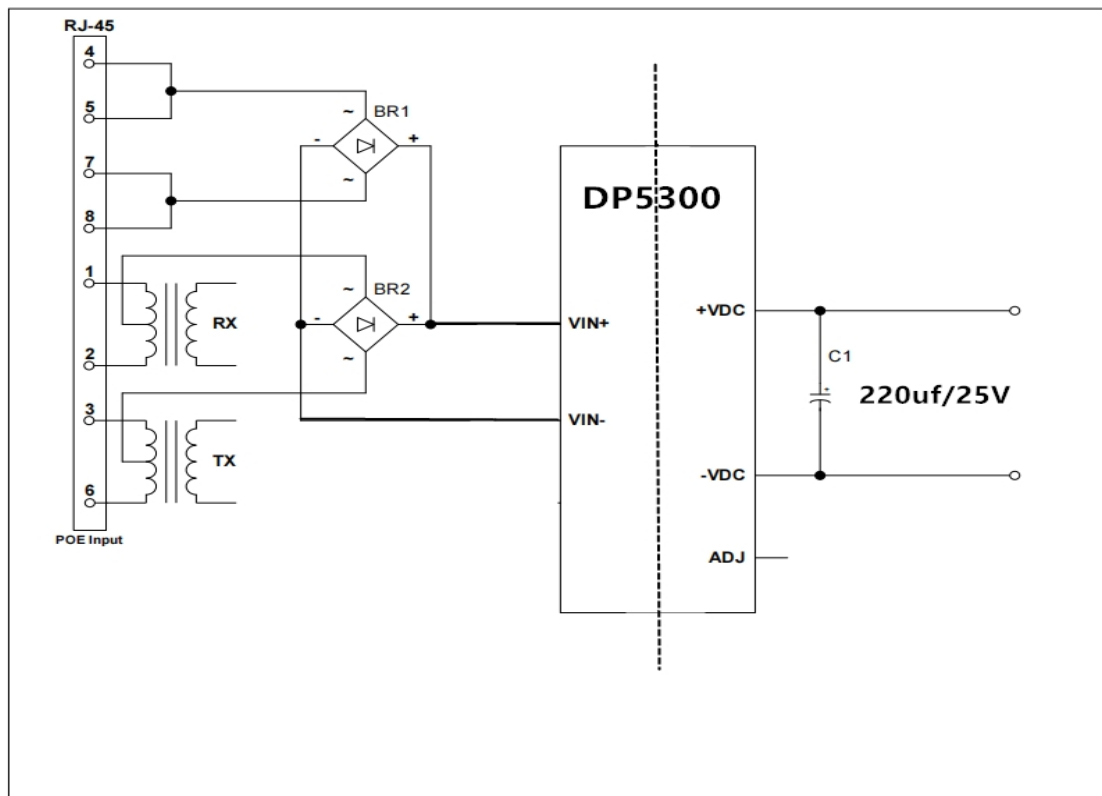 RJ-45
4
5
7
8
1
2
3
6
POE Input
~
BR1
-
+
~
~
BR2
-
+
~
RX
TX
DP5300
VIN+
VIN-
+VDC
-VDC
ADJ
C1
+
220uf/25V